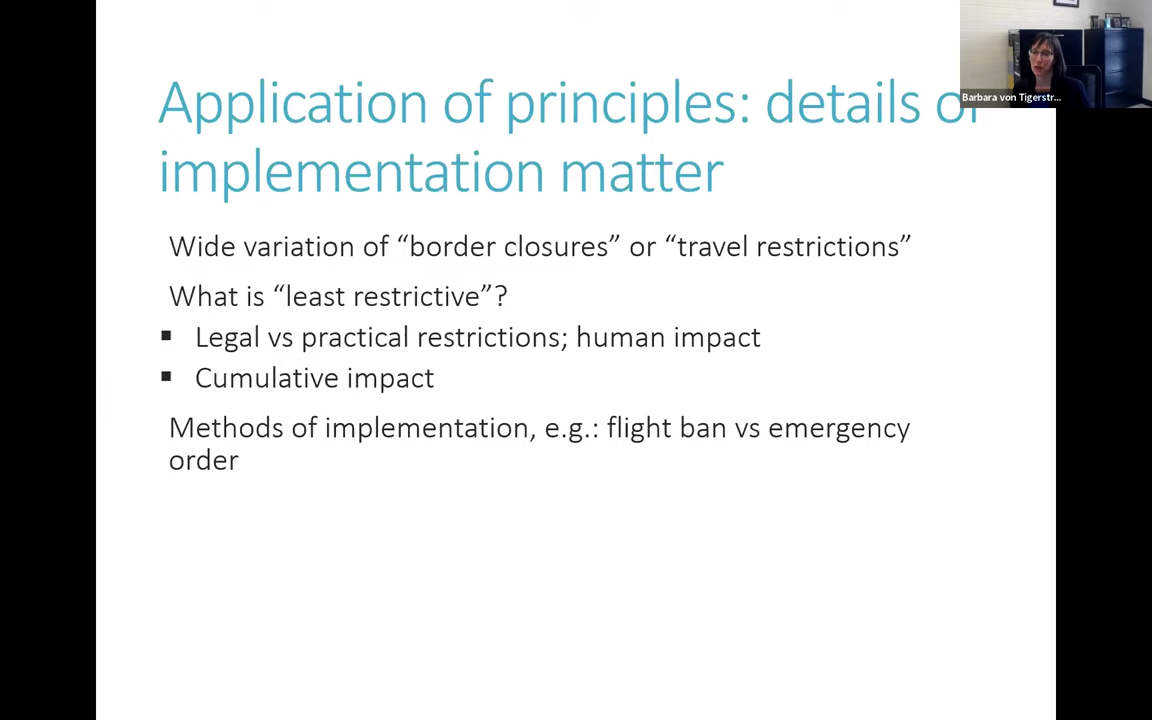 Application of principles: details of
implementation matter
Barbara von Tigerstr...
Wide variation of “border closures” or “travel restrictions”
What is “least restrictive”?
▪ Legal vs practical restrictions; human impact
▪ Cumulative impact
Methods of implementation, e.g.: flight ban vs emergency
order